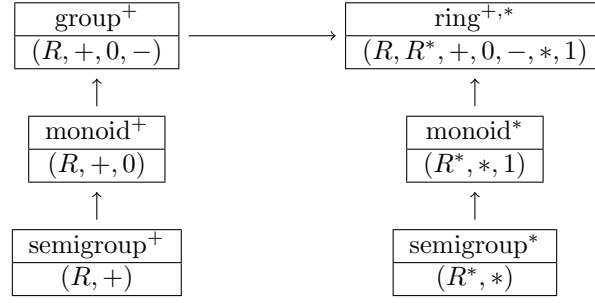 group⁺
(R, +, 0, −)
ring⁺,*
(R, R*, +, 0, −, *, 1)
monoid⁺
(R, +, 0)
monoid*
(R*, *, 1)
semigroup⁺
(R, +)
semigroup*
(R*, *)